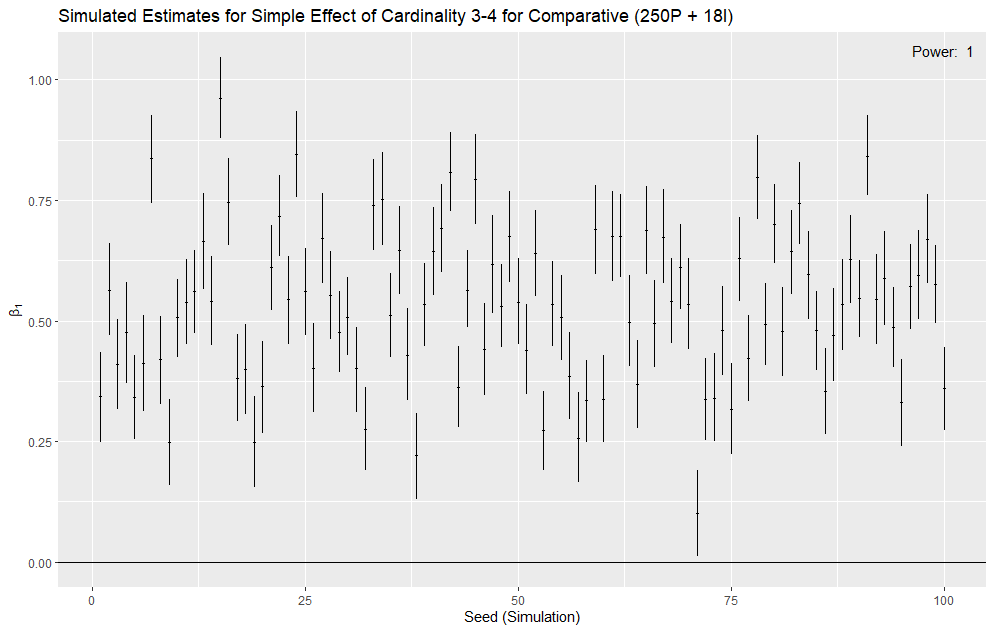 Simulated Estimates for Simple Effect of Cardinality 3-4 for Comparative (250P + 18I)
Power: 1
1.00
0.75
0.50
0.25
0.00
β1
0 25 50 75 100
Seed (Simulation)